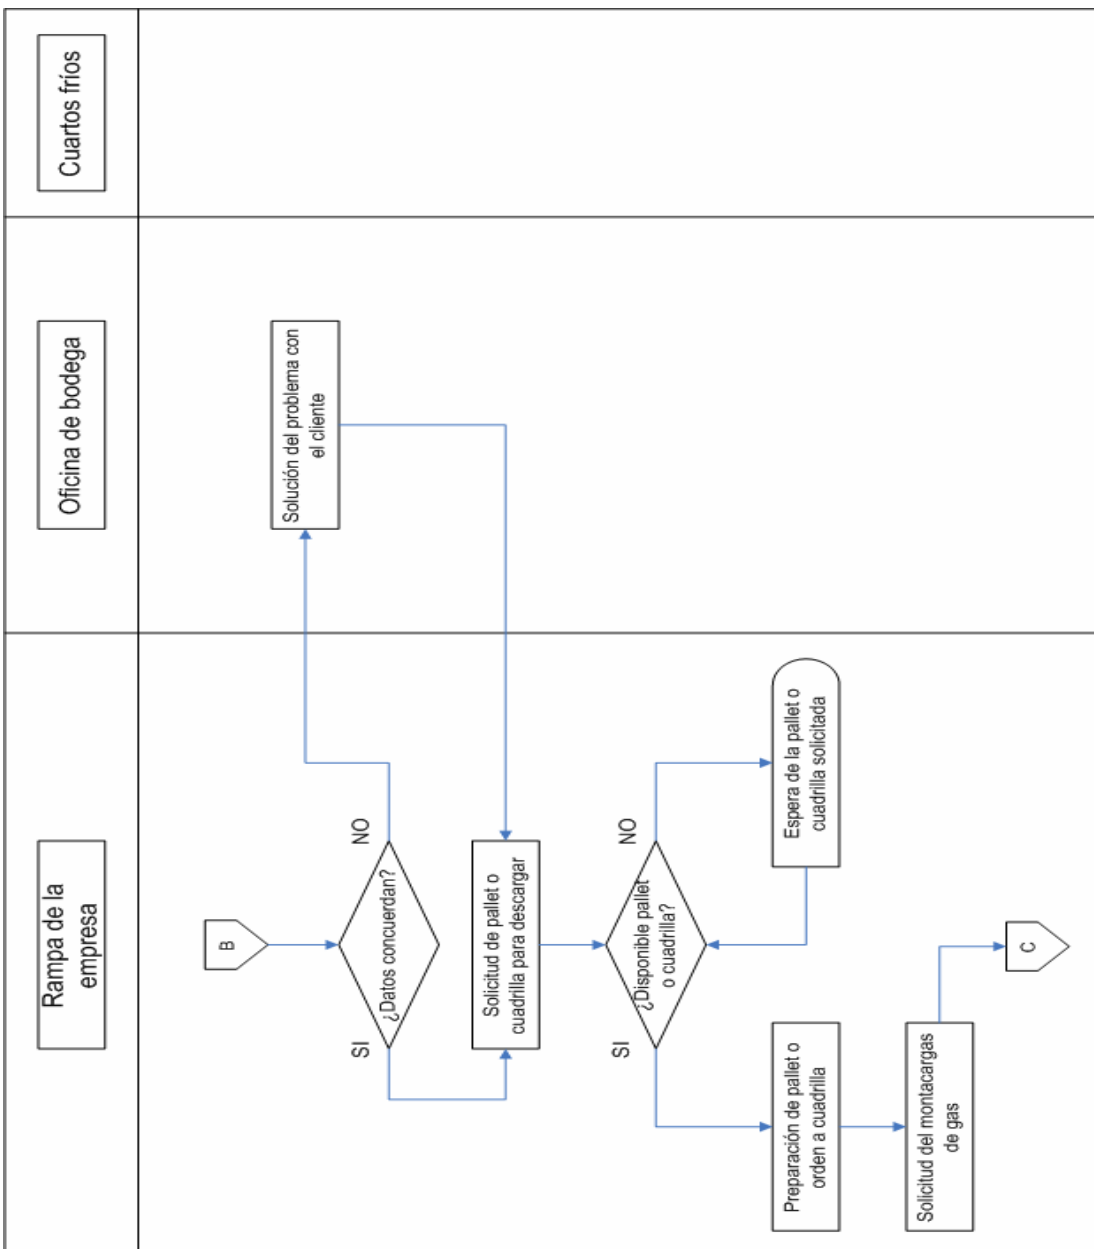 Rampa de la
empresa
Oficina de bodega
Cuartos fríos
B
¿Datos concuerdan?
SI
NO
Solución del problema con
el cliente
Solicitud de pallet o
cuadrilla para descargar
¿Disponible pallet
o cuadrilla?
SI
NO
Preparación de pallet o
orden a cuadrilla
Espera de la pallet o
cuadrilla solicitada
Solicitud del montacargas
de gas
C